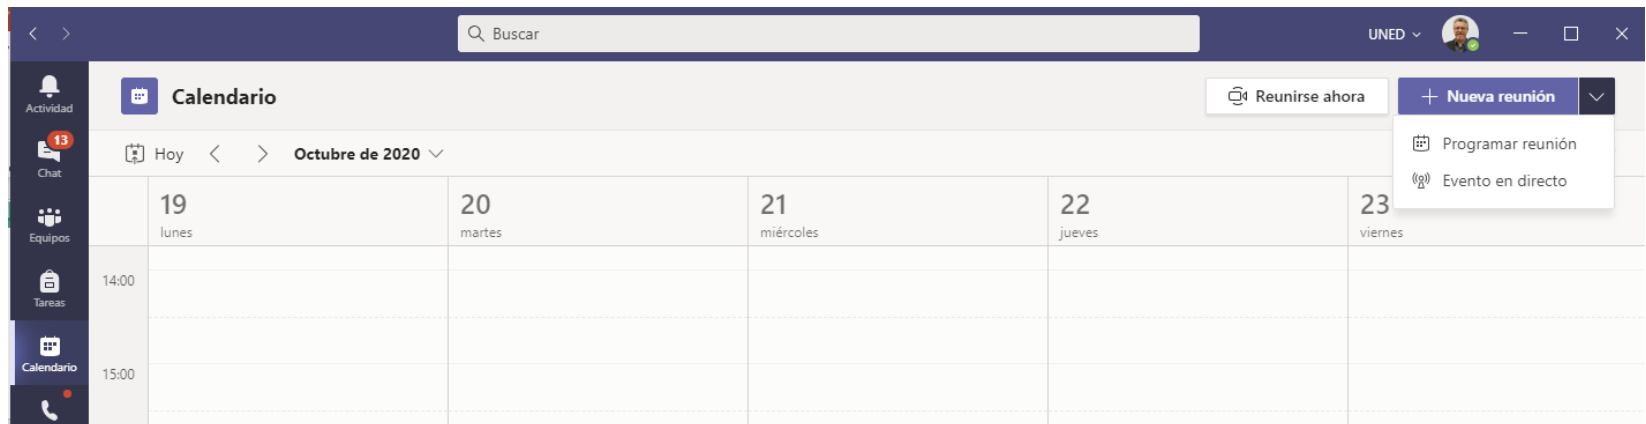 Buscar
UNED
Actividad
Calendario
Reunirse ahora
Nueva reunión
13
Chat
Hoy
Octubre de 2020
Programar reunión
Evento en directo
Equipos
19
lunes
20
martes
21
miércoles
22
jueves
23
viernes
Tareas
14:00
Calendario
15:00